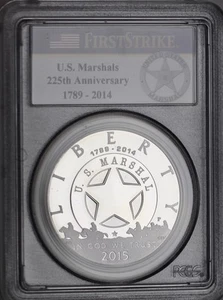 FIRSTSTRIKE
U.S. Marshals
225th Anniversary
1789 - 2014
LIBERTY
1789-2014
U.S. MARSHAL
IN GOD WE TRUST
2015
PCGS